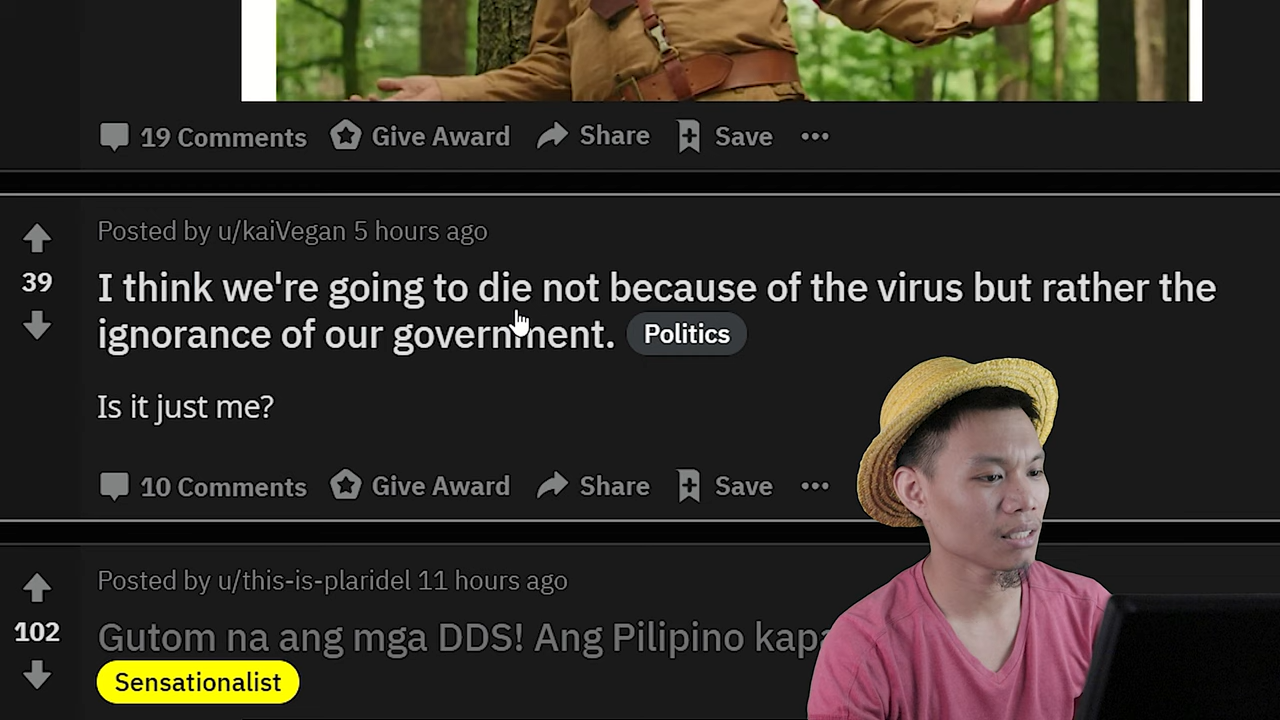 19 Comments Give Award Share Save
Posted by u/kaiVegan 5 hours ago
39
I think we're going to die not because of the virus but rather the
ignorance of our government. Politics
Is it just me?
10 Comments Give Award Share Save
Posted by u/this-is-plaridel 11 hours ago
102
Gutom na ang mga DDS! Ang Pilipino
Sensationalist